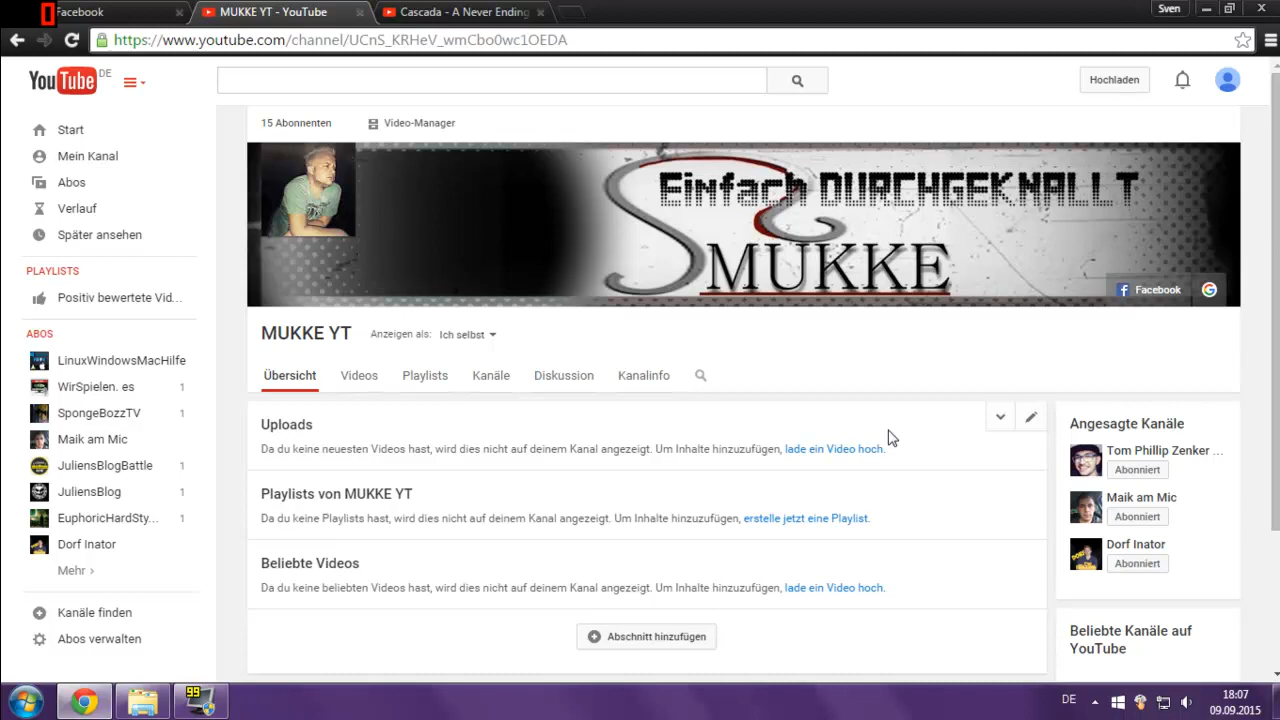 Facebook
MUKKE YT - YouTube
Cascada - A Never Ending
Sven
https://www.youtube.com/channel/UCnS_KRHeV_wmCbo0wc1OEDA
YouTube DE
Hochladen
Start
Mein Kanal
Abos
Verlauf
Später ansehen
PLAYLISTS
Positiv bewertete Vid...
ABOS
LinuxWindowsMacHilfe
WirSpielen. es 1
SpongeBozzTV 1
Maik am Mic
JuliensBlogBattle 1
JuliensBlog 1
EuphoricHardSty... 1
Dorf Inator
Mehr ›
Kanäle finden
Abos verwalten
15 Abonnenten
Video-Manager
Einfach DURCHGEKNALLT
MUKKE
Facebook
MUKKE YT
Anzeigen als: Ich selbst
Übersicht
Videos
Playlists
Kanäle
Diskussion
Kanalinfo
Uploads
Da du keine neuesten Videos hast, wird dies nicht auf deinem Kanal angezeigt. Um Inhalte hinzuzufügen, lade ein Video hoch.
Playlists von MUKKE YT
Da du keine Playlists hast, wird dies nicht auf deinem Kanal angezeigt. Um Inhalte hinzuzufügen, erstelle jetzt eine Playlist.
Beliebte Videos
Da du keine beliebten Videos hast, wird dies nicht auf deinem Kanal angezeigt. Um Inhalte hinzuzufügen, lade ein Video hoch.
Abschnitt hinzufügen
Angesagte Kanäle
Tom Phillip Zenker ...
Abonniert
Maik am Mic
Abonniert
Dorf Inator
Abonniert
Beliebte Kanäle auf
YouTube
99
DE
18:07
09.09.2015